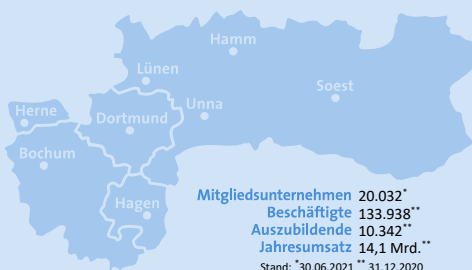 Hamm
Lünen
Soest
Herne
Unna
Dortmund
Bochum
Hagen
Mitgliedsunternehmen 20.032*
Beschäftigte 133.938**
Auszubildende 10.342**
Jahresumsatz 14,1 Mrd.**
Stand: *30.06.2021 ** 31.12.2020